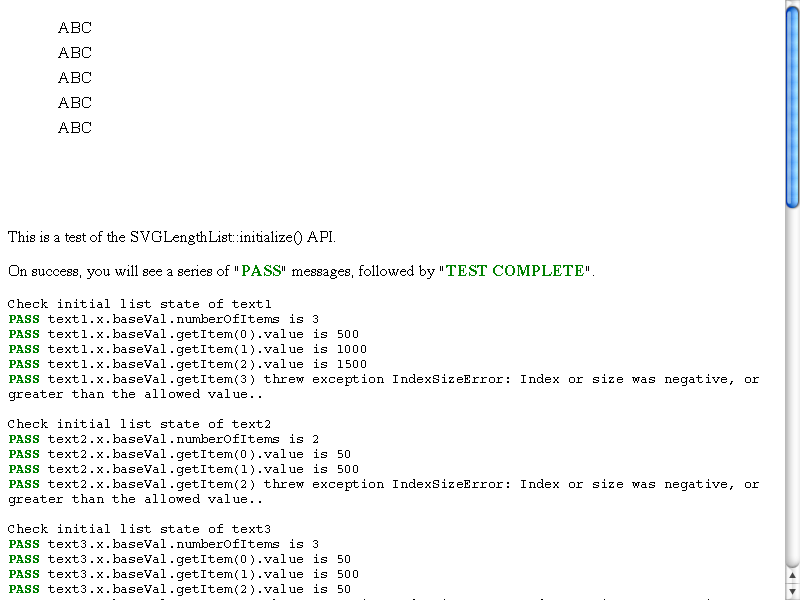 ABC
ABC
ABC
ABC
ABC
This is a test of the SVGLengthList::initialize() API.
On success, you will see a series of "PASS" messages, followed by "TEST COMPLETE".
Check initial list state of text1
PASS text1.x.baseVal.numberOfItems is 3
PASS text1.x.baseVal.getItem(0).value is 500
PASS text1.x.baseVal.getItem(1).value is 1000
PASS text1.x.baseVal.getItem(2).value is 1500
PASS text1.x.baseVal.getItem(3) threw exception IndexSizeError: Index or size was negative, or
greater than the allowed value..
Check initial list state of text2
PASS text2.x.baseVal.numberOfItems is 2
PASS text2.x.baseVal.getItem(0).value is 50
PASS text2.x.baseVal.getItem(1).value is 500
PASS text2.x.baseVal.getItem(2) threw exception IndexSizeError: Index or size was negative, or
greater than the allowed value..
Check initial list state of text3
PASS text3.x.baseVal.numberOfItems is 3
PASS text3.x.baseVal.getItem(0).value is 50
PASS text3.x.baseVal.getItem(1).value is 500
PASS text3.x.baseVal.getItem(2).value is 50